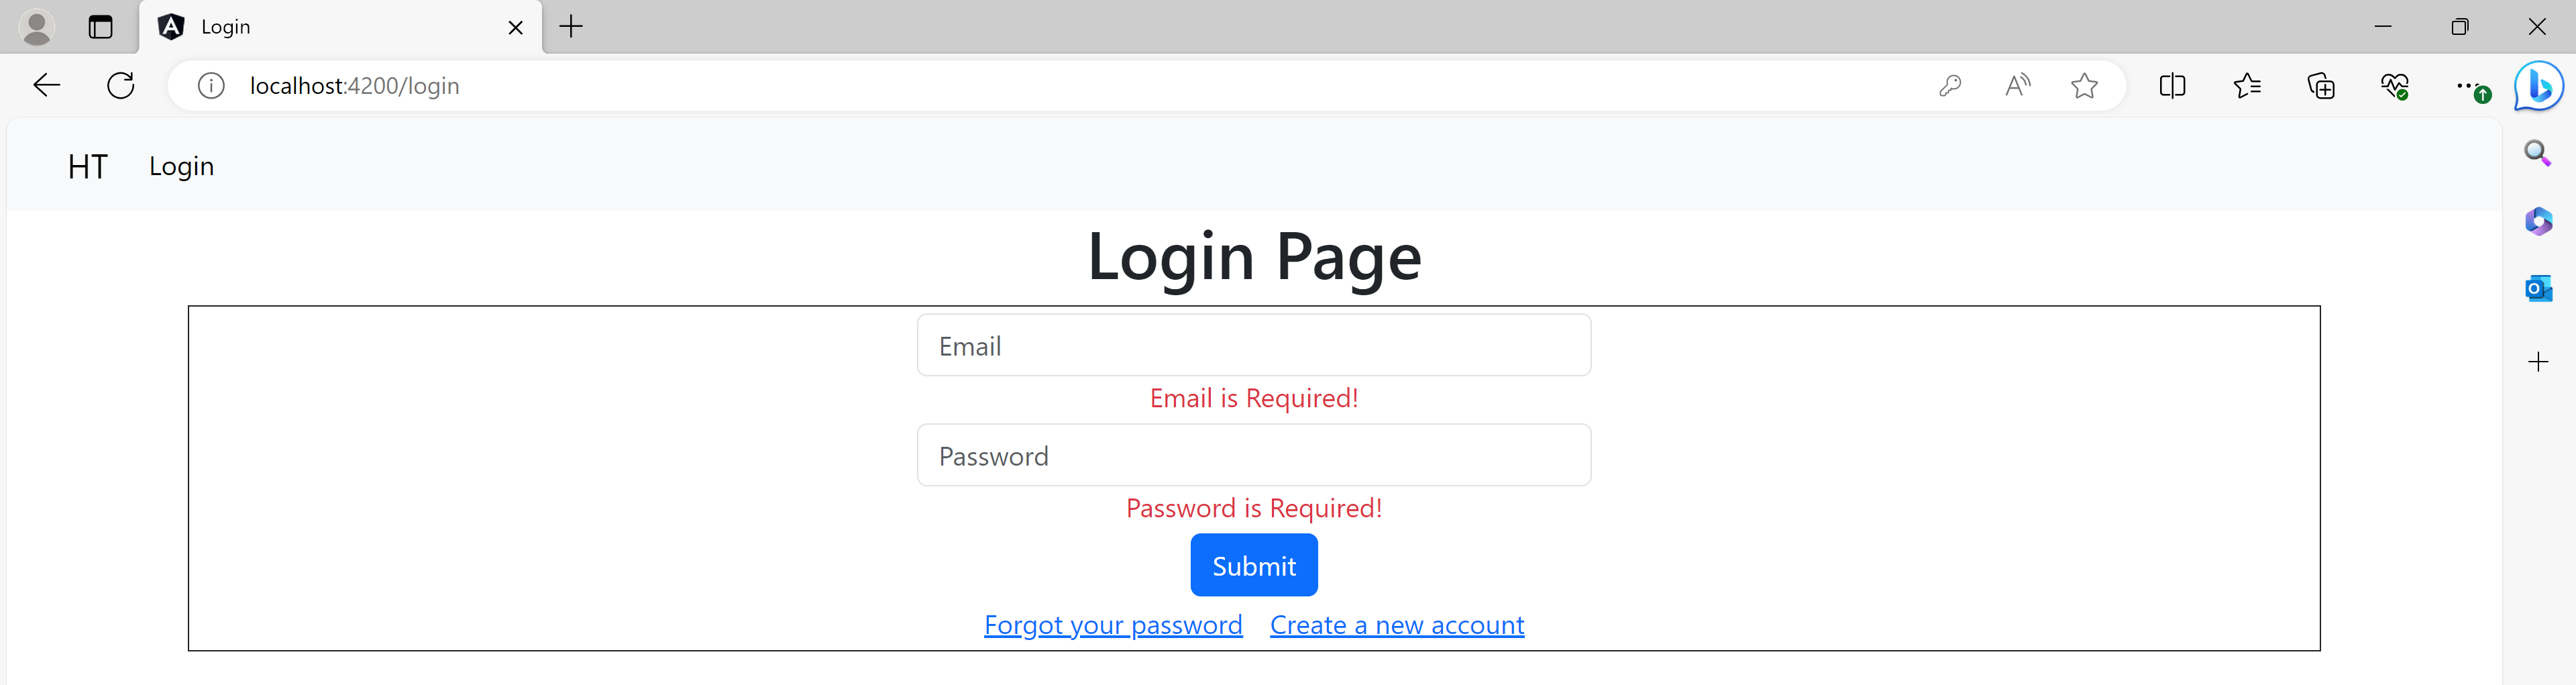 Login
localhost:4200/login
HT Login
Login Page
Email
Email is Required!
Password
Password is Required!
Submit
Forgot your password Create a new account